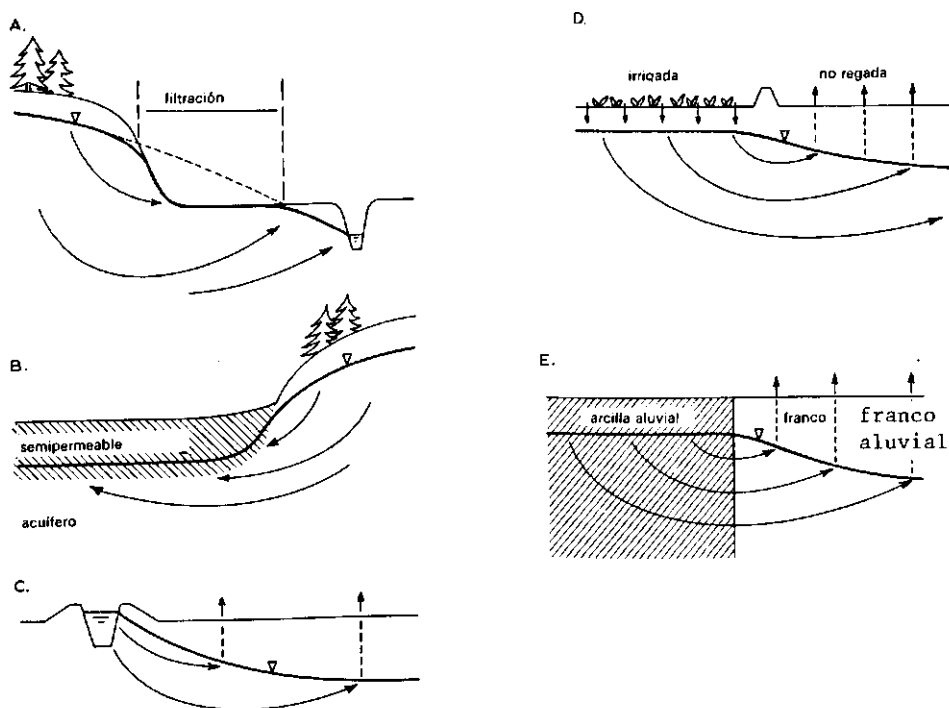 A.
filtración
B.
semipermeable
acuífero
C.
D.
irriqada
no regada
E.
arcilla aluvial
franco
franco
aluvial